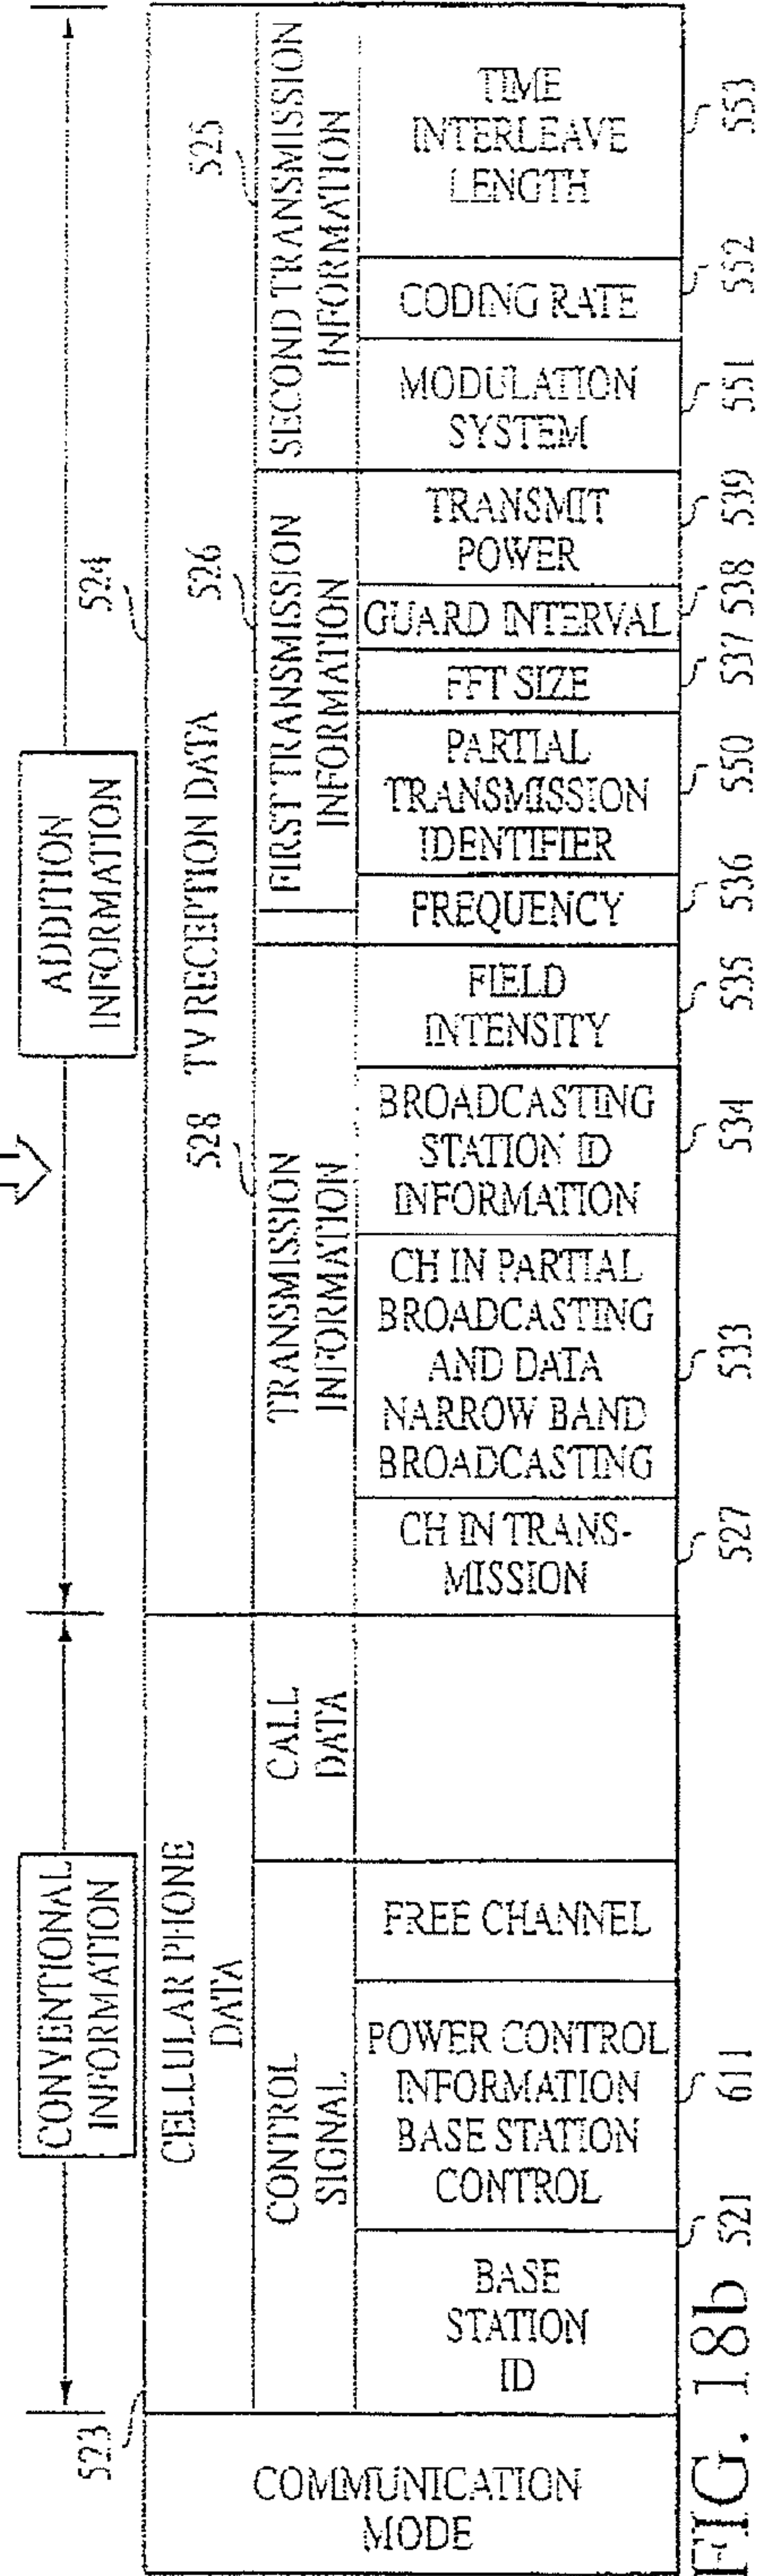 CONVENTIONAL
INFORMATION
ADDITION
INFORMATION
523
524
COMMUNICATION
MODE
CELLULAR PHONE
DATA
TV RECEPTION DATA
528
526
525
CONTROL
SIGNAL
CALL
DATA
TRANSMISSION
INFORMATION
FIRST TRANSMISSION
INFORMATION
SECOND TRANSMISSION
INFORMATION
BASE
STATION
ID
POWER CONTROL
INFORMATION
BASE STATION
CONTROL
FREE CHANNEL
CH IN TRANS-
MISSION
CH IN PARTIAL
BROADCASTING
AND DATA
NARROW BAND
BROADCASTING
BROADCASTING
STATION ID
INFORMATION
FIELD
INTENSITY
FREQUENCY
PARTIAL
TRANSMISSION
IDENTIFIER
FFT SIZE
GUARD INTERVAL
TRANSMIT
POWER
MODULATION
SYSTEM
CODING RATE
TIME
INTERLEAVE
LENGTH
521
611
527
533
534
535
536
550
537
538
539
551
552
553
FIG. 18b